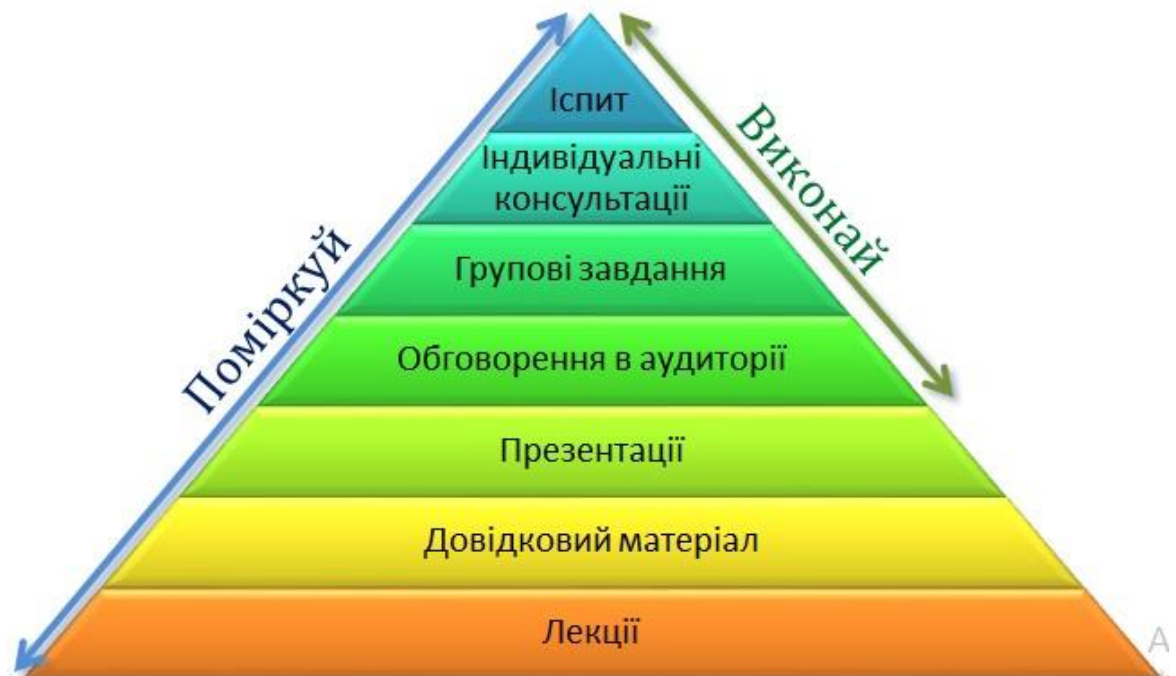 Іспит
Індивідуальні
консультації
Групові завдання
Обговорення в аудиторії
Презентації
Довідковий матеріал
Лекції
Поміркуй
Виконай
А